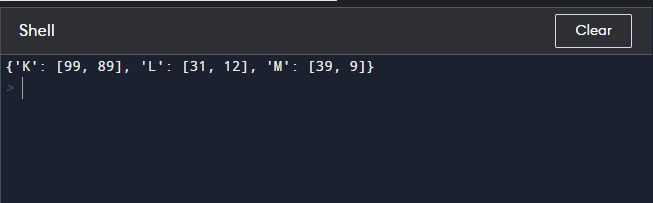 Shell
Clear
{'K': [99, 89], 'L': [31, 12], 'M': [39, 9]}
>